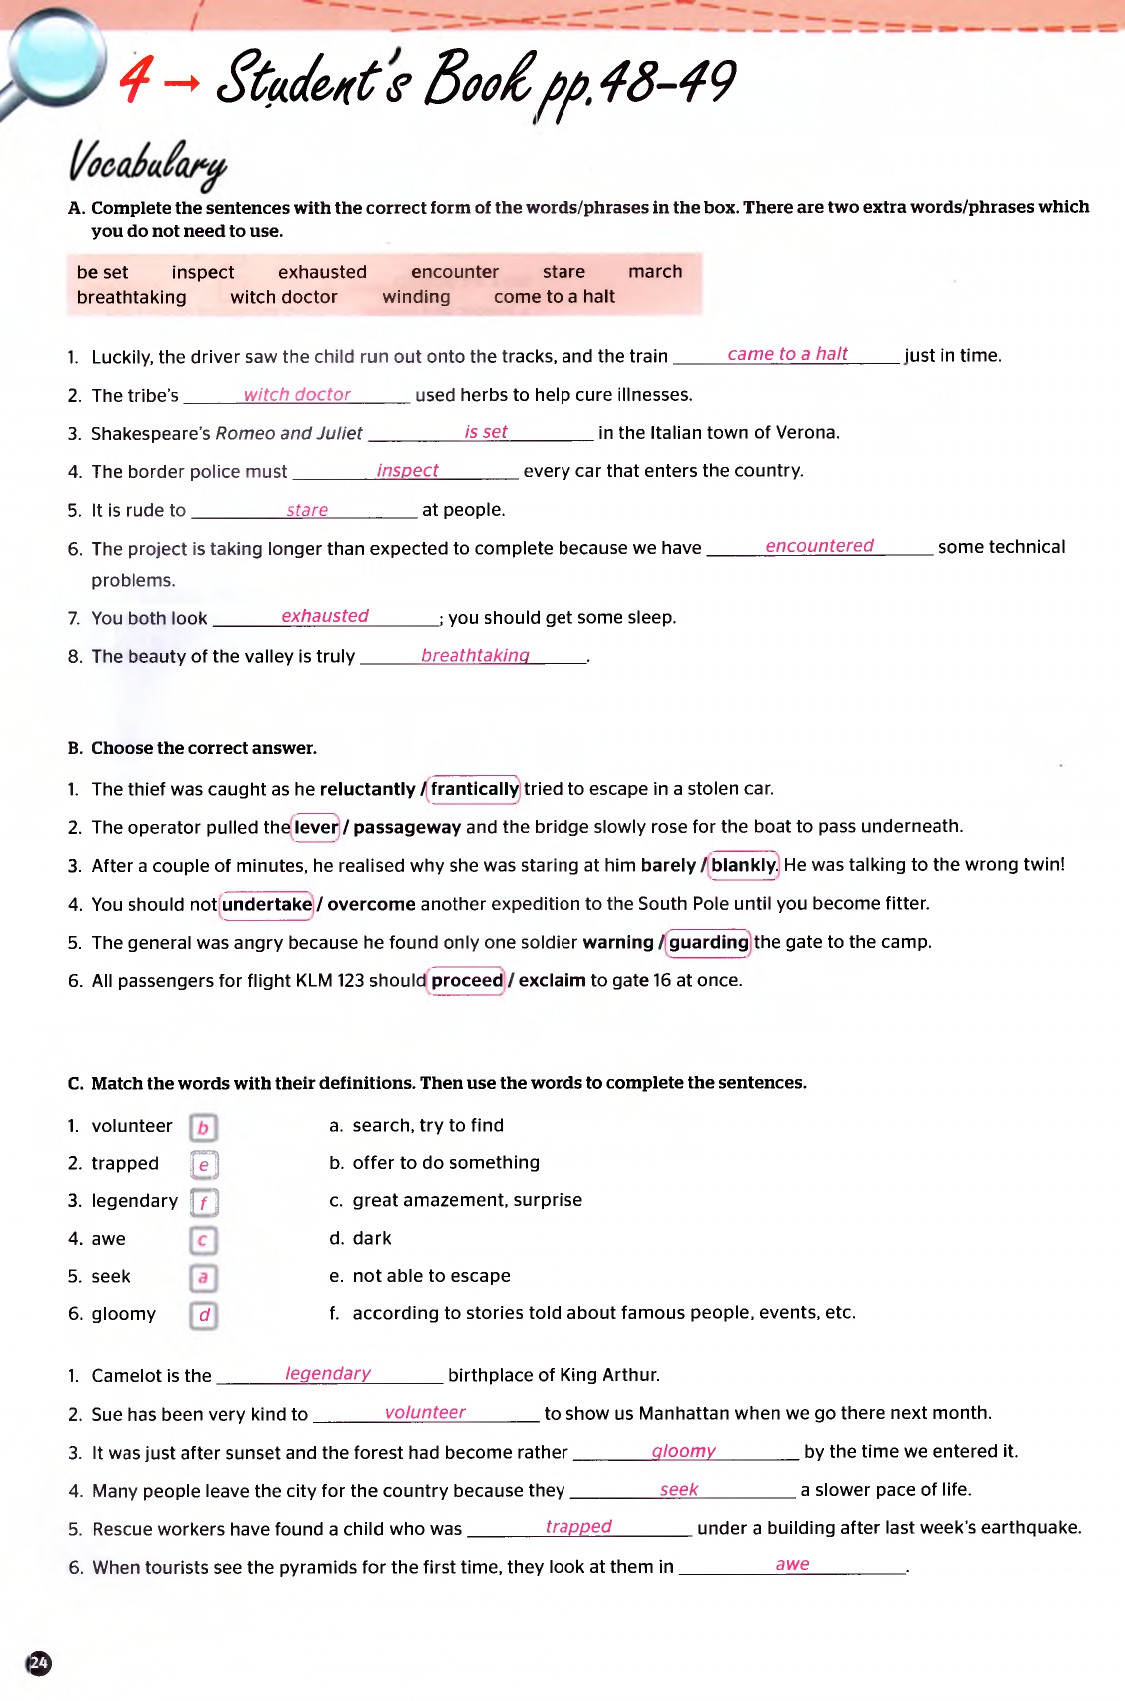 4 → Student's Book pp.48-49
Vocabulary
A. Complete the sentences with the correct form of the words/phrases in the box. There are two extra words/phrases which
you do not need to use.
be set inspect exhausted encounter stare march
breathtaking witch doctor winding come to a halt
1. Luckily, the driver saw the child run out onto the tracks, and the train came to a halt just in time.
2. The tribe's witch doctor used herbs to help cure illnesses.
3. Shakespeare's Romeo and Juliet is set in the Italian town of Verona.
4. The border police must inspect every car that enters the country.
5. It is rude to stare at people.
6. The project is taking longer than expected to complete because we have encountered some technical
problems.
7. You both look exhausted ; you should get some sleep.
8. The beauty of the valley is truly breathtaking .
B. Choose the correct answer.
1. The thief was caught as he reluctantly / frantically tried to escape in a stolen car.
2. The operator pulled the lever / passageway and the bridge slowly rose for the boat to pass underneath.
3. After a couple of minutes, he realised why she was staring at him barely / blankly. He was talking to the wrong twin!
4. You should not undertake / overcome another expedition to the South Pole until you become fitter.
5. The general was angry because he found only one soldier warning / guarding the gate to the camp.
6. All passengers for flight KLM 123 should proceed / exclaim to gate 16 at once.
C. Match the words with their definitions. Then use the words to complete the sentences.
1. volunteer b a. search, try to find
2. trapped e b. offer to do something
3. legendary f c. great amazement, surprise
4. awe c d. dark
5. seek a e. not able to escape
6. gloomy d f. according to stories told about famous people, events, etc.
1. Camelot is the legendary birthplace of King Arthur.
2. Sue has been very kind to volunteer to show us Manhattan when we go there next month.
3. It was just after sunset and the forest had become rather gloomy by the time we entered it.
4. Many people leave the city for the country because they seek a slower pace of life.
5. Rescue workers have found a child who was trapped under a building after last week's earthquake.
6. When tourists see the pyramids for the first time, they look at them in awe .
24